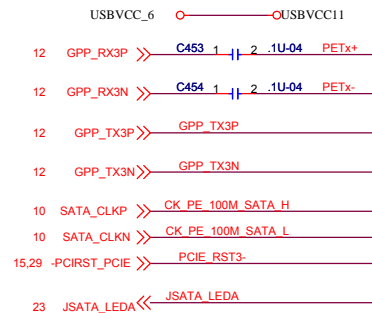 USBVCC_6 USBVCC11
12 GPP_RX3P C453 1 2 .1U-04 PETx+
12 GPP_RX3N C454 1 2 .1U-04 PETx-
12 GPP_TX3P GPP_TX3P
12 GPP_TX3N GPP_TX3N
10 SATA_CLKP CK_PE_100M_SATA_H
10 SATA_CLKN CK_PE_100M_SATA_L
15,29 -PCIRST_PCIE PCIE_RST3-
23 JSATA_LEDA JSATA_LEDA